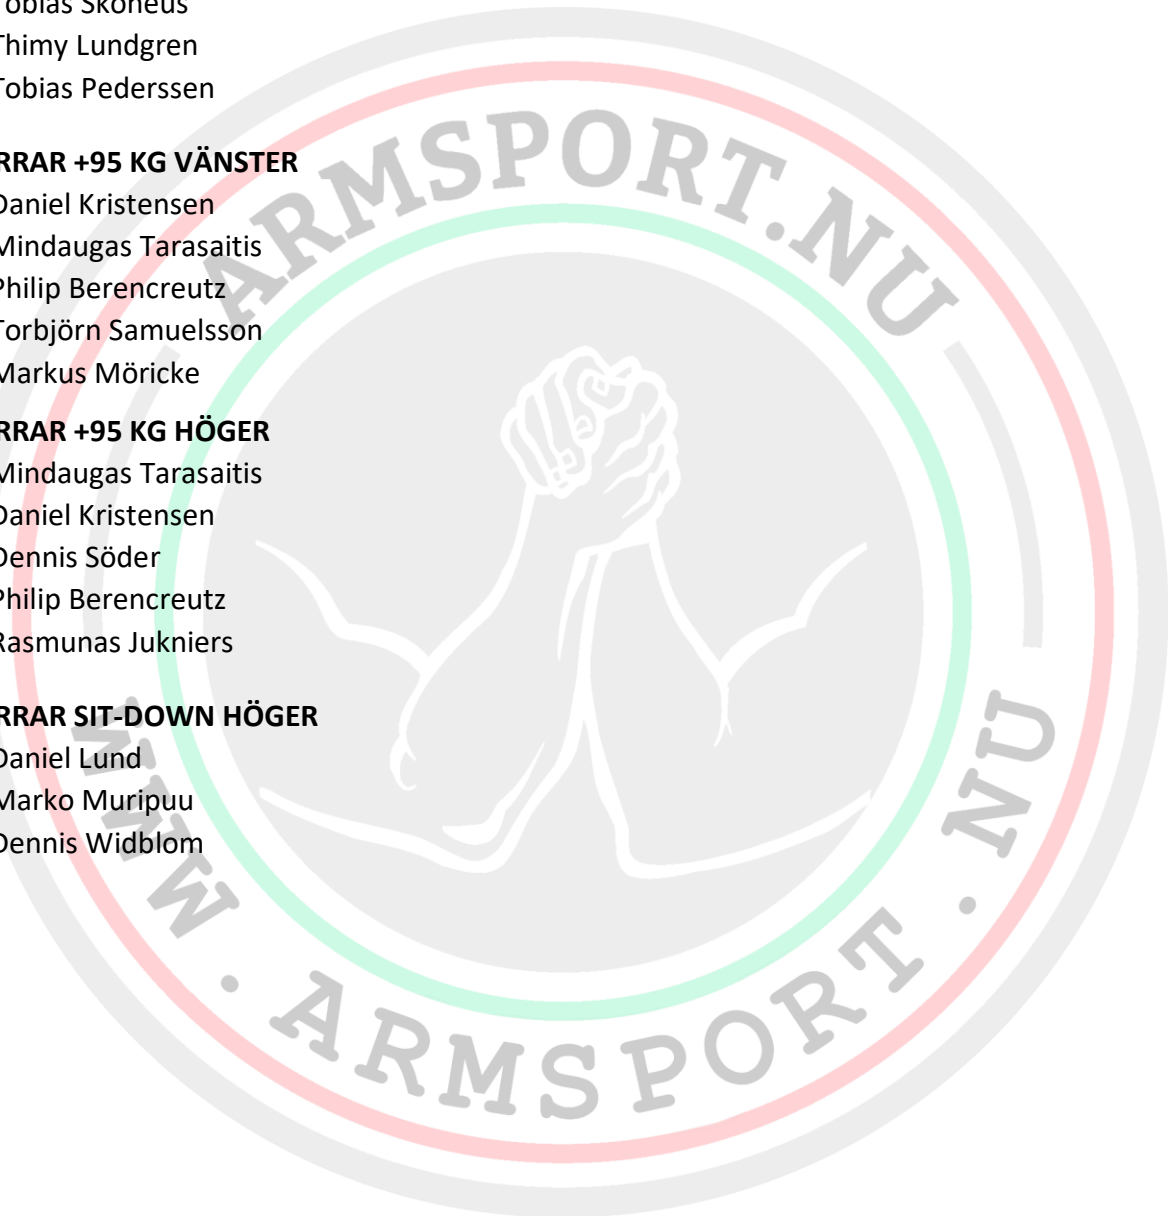 Tobias Skoneus
Thimy Lundgren
Tobias Pederssen
RRAR +95 KG VÄNSTER
Daniel Kristensen
Mindaugas Tarasaitis
Philip Berencreutz
Torbjörn Samuelsson
Markus Möricke
RRAR +95 KG HÖGER
Mindaugas Tarasaitis
Daniel Kristensen
Dennis Söder
Philip Berencreutz
Rasmunas Jukniers
RRAR SIT-DOWN HÖGER
Daniel Lund
Marko Muripuu
Dennis Widblom
ARMSPORT.NU
WWW.ARMSPORT.NU